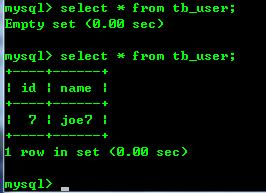 mysql> select * from tb_user;
Empty set (0.00 sec)
mysql> select * from tb_user;
+----+------+
| id | name |
+----+------+
|  7 | joe7 |
+----+------+
1 row in set (0.00 sec)
mysql> _